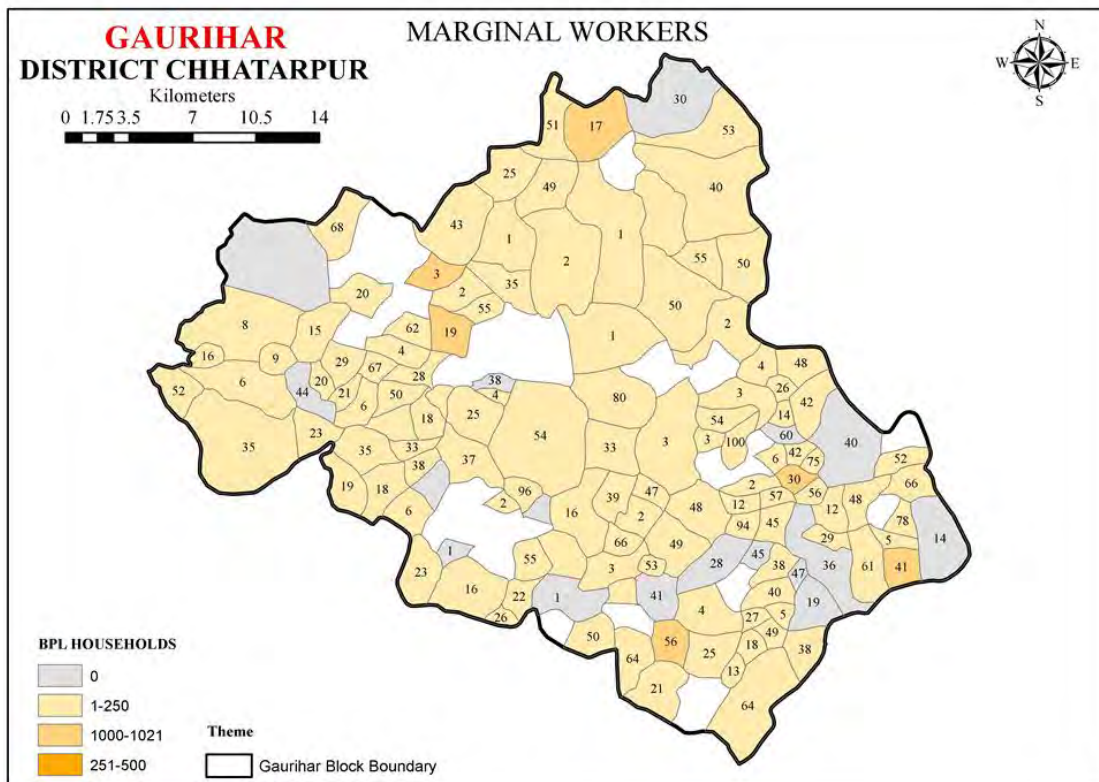 GAURIHAR
DISTRICT CHHATARPUR
Kilometers
0 1.75 3.5 7 10.5 14
MARGINAL WORKERS
N
W E
S
30
51 17
53
25 49 40
68 43
1 2 1
55 50
3
2 35
20 55 50
8 15 62 19 1 2
16 9 29 4
67 28
4 48
52 6 44 20 21 6 50 38
4
80 3 26
42
14
18 25 54 54
35 23 35 33 33 3 3 100 60 40
6 42 75
52
38 37 30
66
19 18 6 2 96 16 39 47
2
48 2
12 57 56 12 48
78
94 45 29 5
14
66 49
1 55 3 53 28 45 38 47 36 61 41
23 16 22 1 41 40 19
26 4 27 5
50 56 49
64 25 18 38
21 13
64
BPL HOUSEHOLDS
0
1-250
1000-1021
251-500
Theme
Gaurihar Block Boundary